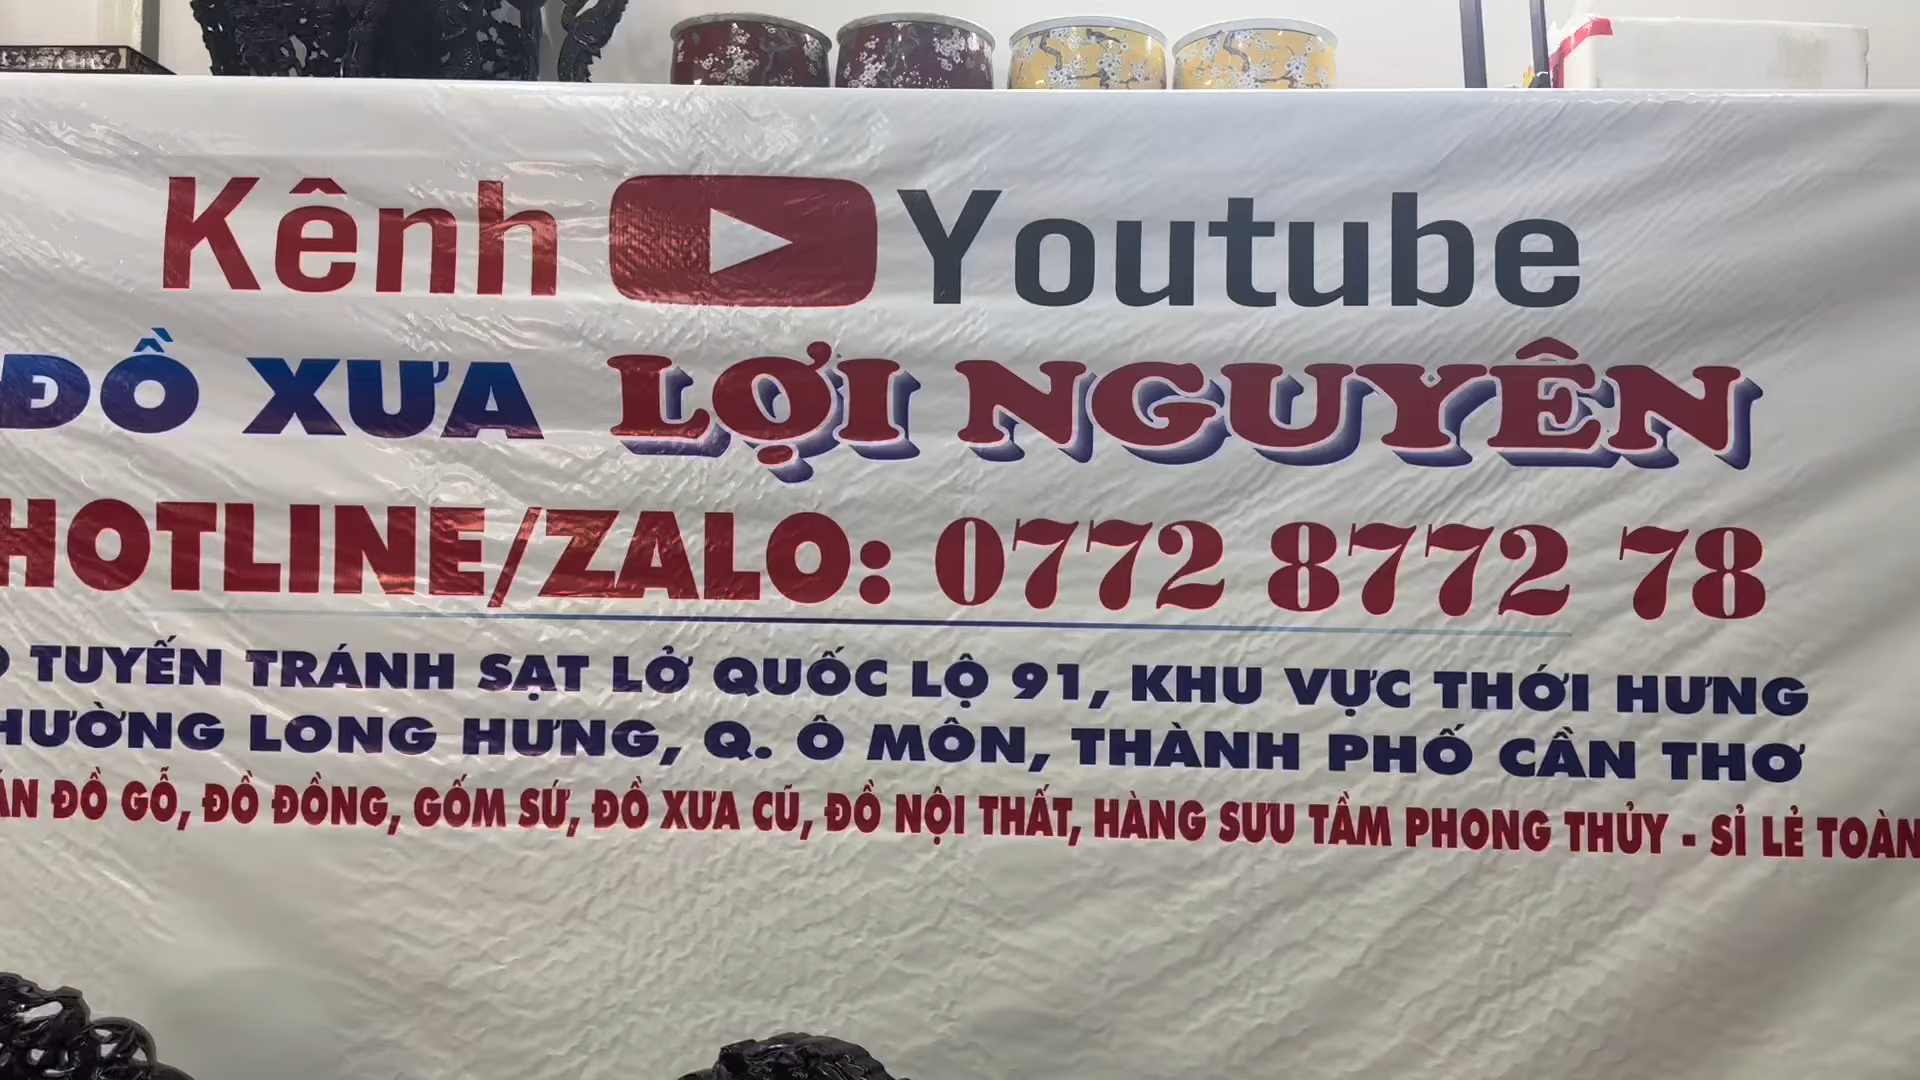 Kênh Youtube
ĐỒ XƯA LỢI NGUYÊN
HOTLINE/ZALO: 0772 8772 78
TUYẾN TRÁNH SẠT LỞ QUỐC LỘ 91, KHU VỰC THỚI HƯNG
HƯỜNG LONG HƯNG, Q. Ô MÔN, THÀNH PHỐ CẦN THƠ
ÁN ĐỒ GỖ, ĐỒ ĐỒNG, GỐM SỨ, ĐỒ XƯA CŨ, ĐỒ NỘI THẤT, HÀNG SƯU TẦM PHONG THỦY - SỈ LẺ TOÀN